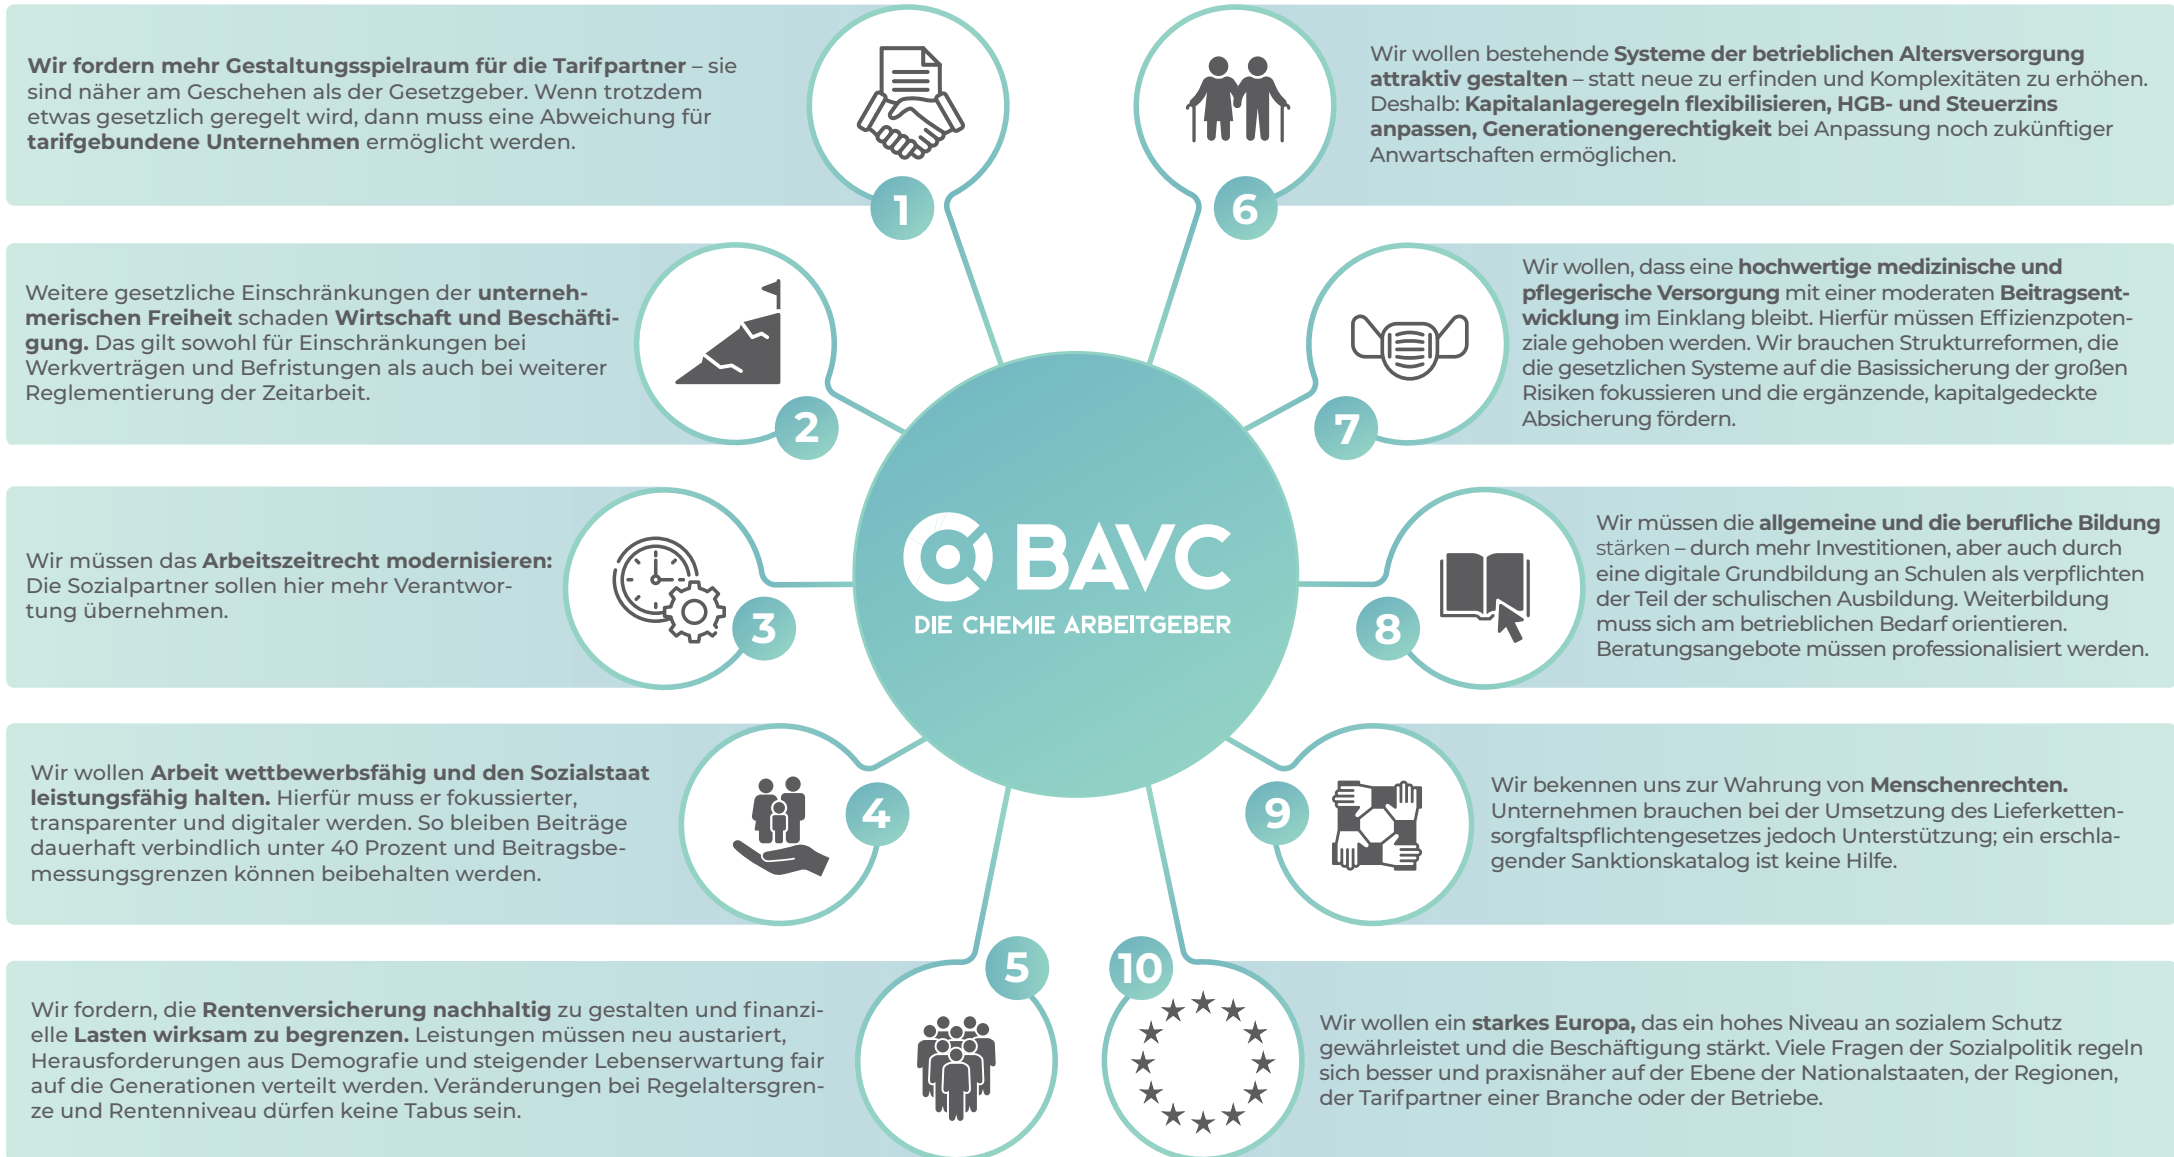 Wir fordern mehr Gestaltungsspielraum für die Tarifpartner – sie
sind näher am Geschehen als der Gesetzgeber. Wenn trotzdem
etwas gesetzlich geregelt wird, dann muss eine Abweichung für
tarifgebundene Unternehmen ermöglicht werden.
1
Weitere gesetzliche Einschränkungen der unterneh-
merischen Freiheit schaden Wirtschaft und Beschäfti-
gung. Das gilt sowohl für Einschränkungen bei
Werkverträgen und Befristungen als auch bei weiterer
Reglementierung der Zeitarbeit.
2
Wir müssen das Arbeitszeitrecht modernisieren:
Die Sozialpartner sollen hier mehr Verantwor-
tung übernehmen.
3
Wir wollen Arbeit wettbewerbsfähig und den Sozialstaat
leistungsfähig halten. Hierfür muss er fokussierter,
transparenter und digitaler werden. So bleiben Beiträge
dauerhaft verbindlich unter 40 Prozent und Beitragsbe-
messungsgrenzen können beibehalten werden.
4
Wir fordern, die Rentenversicherung nachhaltig zu gestalten und finanzi-
elle Lasten wirksam zu begrenzen. Leistungen müssen neu austariert,
Herausforderungen aus Demografie und steigender Lebenserwartung fair
auf die Generationen verteilt werden. Veränderungen bei Regelaltersgren-
ze und Rentenniveau dürfen keine Tabus sein.
5
BAVC
DIE CHEMIE ARBEITGEBER
Wir wollen bestehende Systeme der betrieblichen Altersversorgung
attraktiv gestalten – statt neue zu erfinden und Komplexitäten zu erhöhen.
Deshalb: Kapitalanlageregeln flexibilisieren, HGB- und Steuerzins
anpassen, Generationengerechtigkeit bei Anpassung noch zukünftiger
Anwartschaften ermöglichen.
6
Wir wollen, dass eine hochwertige medizinische und
pflegerische Versorgung mit einer moderaten Beitragsent-
wicklung im Einklang bleibt. Hierfür müssen Effizienzpoten-
ziale gehoben werden. Wir brauchen Strukturreformen, die
die gesetzlichen Systeme auf die Basissicherung der großen
Risiken fokussieren und die ergänzende, kapitalgedeckte
Absicherung fördern.
7
Wir müssen die allgemeine und die berufliche Bildung
stärken – durch mehr Investitionen, aber auch durch
eine digitale Grundbildung an Schulen als verpflichten
der Teil der schulischen Ausbildung. Weiterbildung
muss sich am betrieblichen Bedarf orientieren.
Beratungsangebote müssen professionalisiert werden.
8
Wir bekennen uns zur Wahrung von Menschenrechten.
Unternehmen brauchen bei der Umsetzung des Lieferketten-
sorgfaltspflichtengesetzes jedoch Unterstützung; ein erschla-
gender Sanktionskatalog ist keine Hilfe.
9
Wir wollen ein starkes Europa, das ein hohes Niveau an sozialem Schutz
gewährleistet und die Beschäftigung stärkt. Viele Fragen der Sozialpolitik regeln
sich besser und praxisnäher auf der Ebene der Nationalstaaten, der Regionen,
der Tarifpartner einer Branche oder der Betriebe.
10